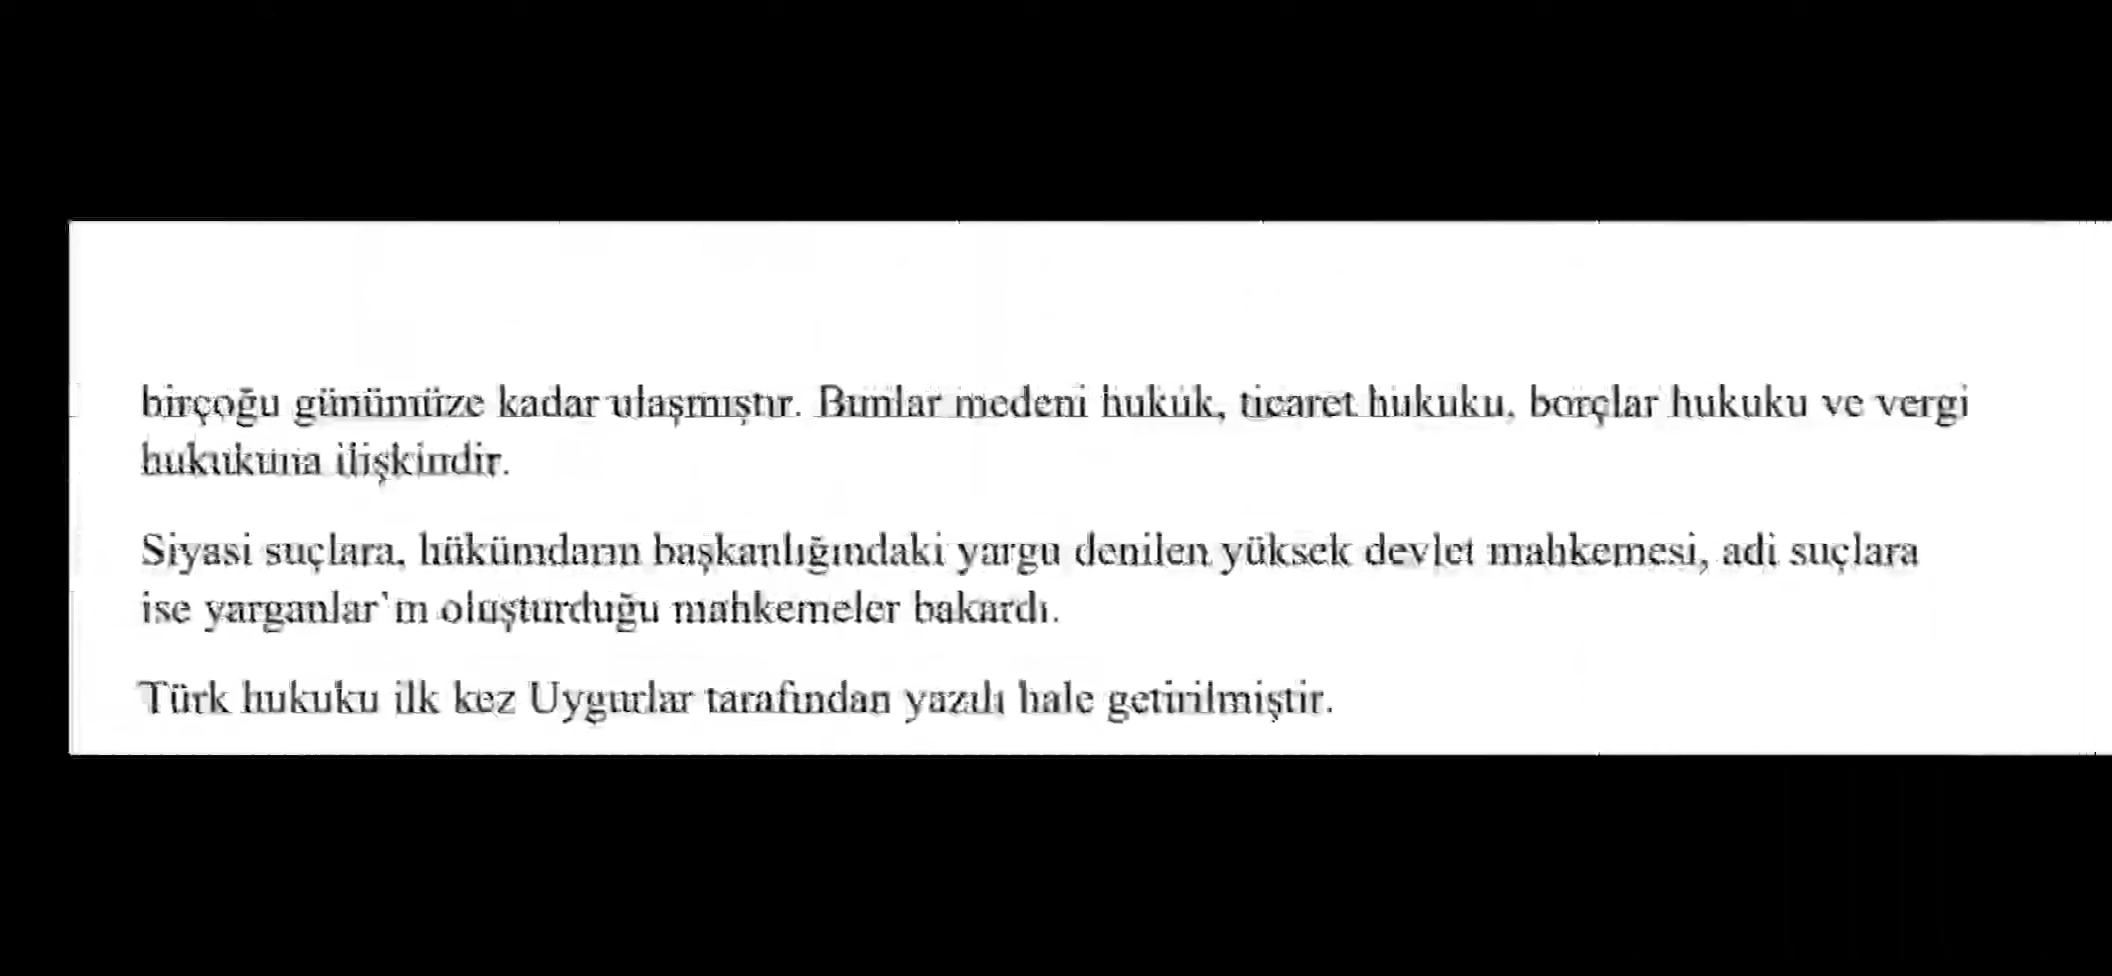 birçoğu günümüze kadar ulaşmıştır. Bunlar medeni hukuk, ticaret hukuku, borçlar hukuku ve vergi
hukukuna ilişkindir.
Siyasi suçlara, hükümdarın başkanlığındaki yargu denilen yüksek devlet mahkemesi, adi suçlara
ise yarganlar'ın oluşturduğu mahkemeler bakardı.
Türk hukuku ilk kez Uygurlar tarafından yazılı hale getirilmiştir.